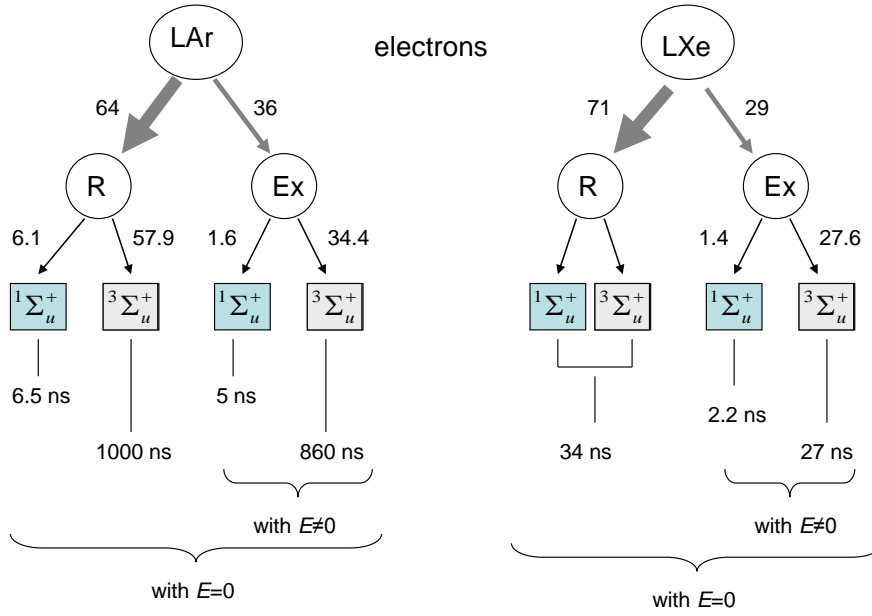 LAr electrons LXe
64 36 71 29
R Ex R Ex
6.1 57.9 1.6 34.4 1.4 27.6
¹Σᵤ⁺ ³Σᵤ⁺ ¹Σᵤ⁺ ³Σᵤ⁺ ¹Σᵤ⁺ ³Σᵤ⁺ ¹Σᵤ⁺ ³Σᵤ⁺
6.5 ns 5 ns 2.2 ns
1000 ns 860 ns 34 ns 27 ns
with E≠0 with E≠0
with E=0 with E=0